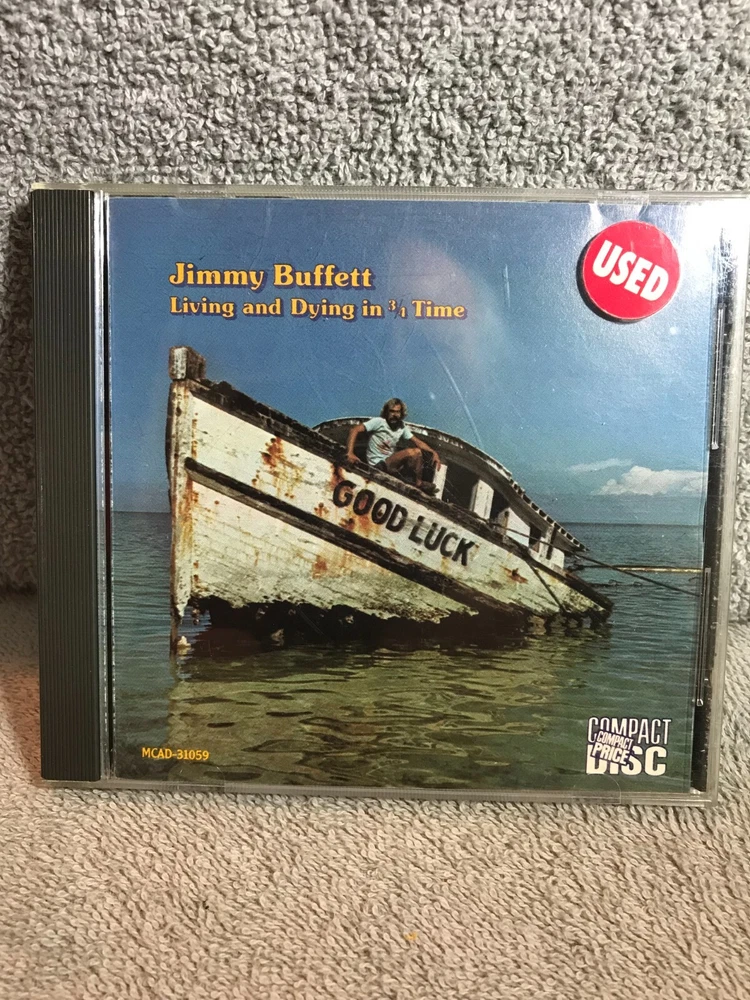 Jimmy Buffett
Living and Dying in 3/4 Time
USED
GOOD LUCK
MCAD-31059
COMPACT
COMPACT
PRICE
DISC